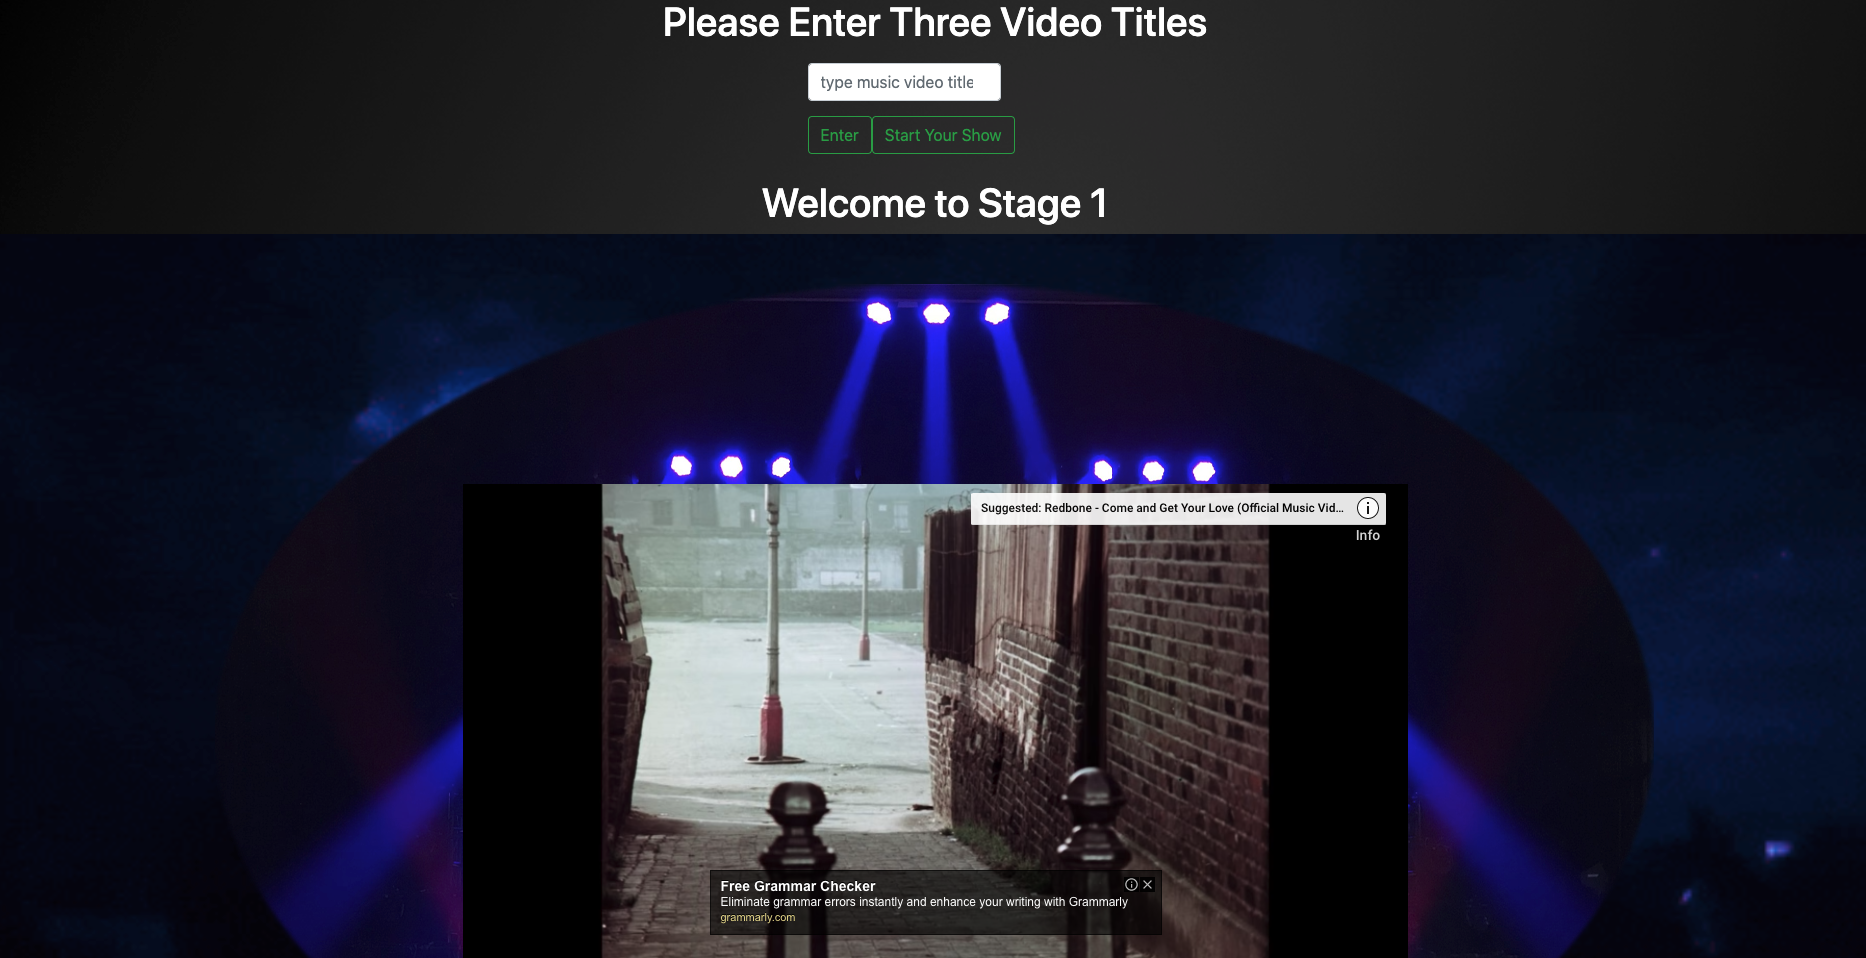 Please Enter Three Video Titles
type music video title
Enter
Start Your Show
Welcome to Stage 1
Suggested: Redbone - Come and Get Your Love (Official Music Vid...
Info
Free Grammar Checker
Eliminate grammar errors instantly and enhance your writing with Grammarly
grammarly.com